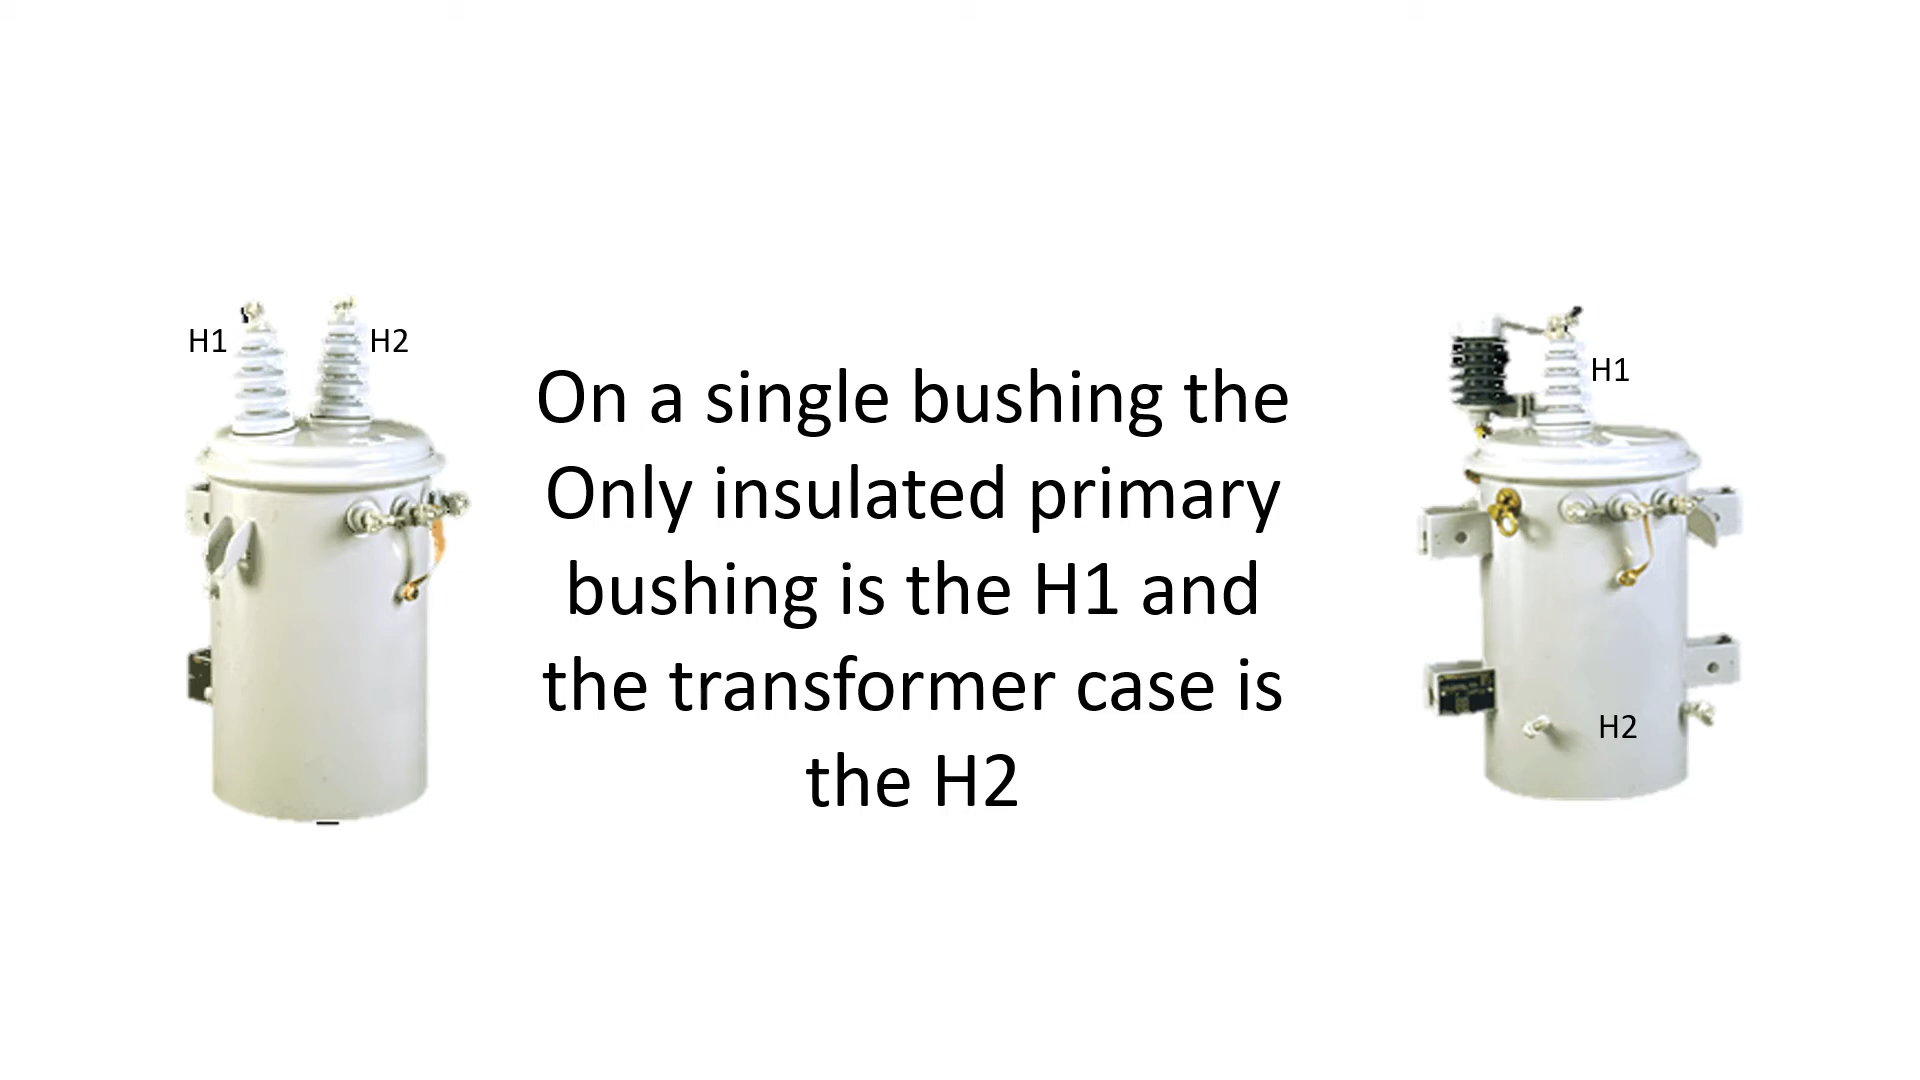 H1
H2
On a single bushing the
Only insulated primary
bushing is the H1 and
the transformer case is
the H2
H1
H2